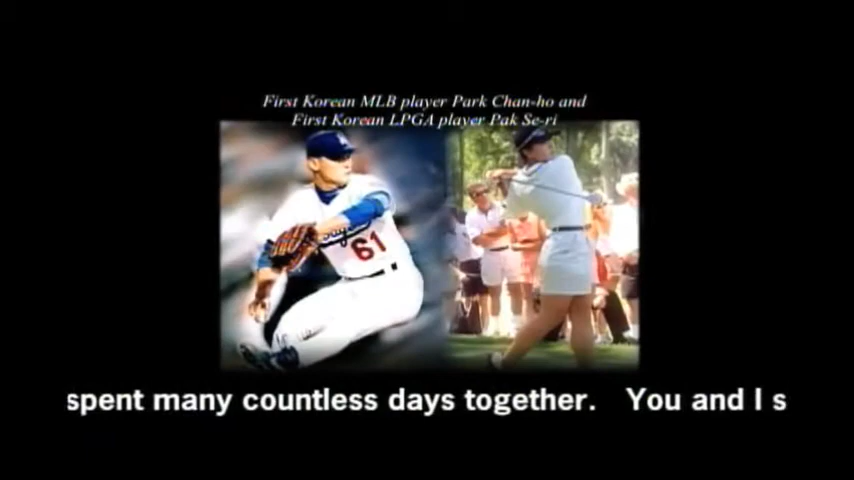 First Korean MLB player Park Chan-ho and
First Korean LPGA player Pak Se-ri
Dodgers
61
spent many countless days together. You and I s